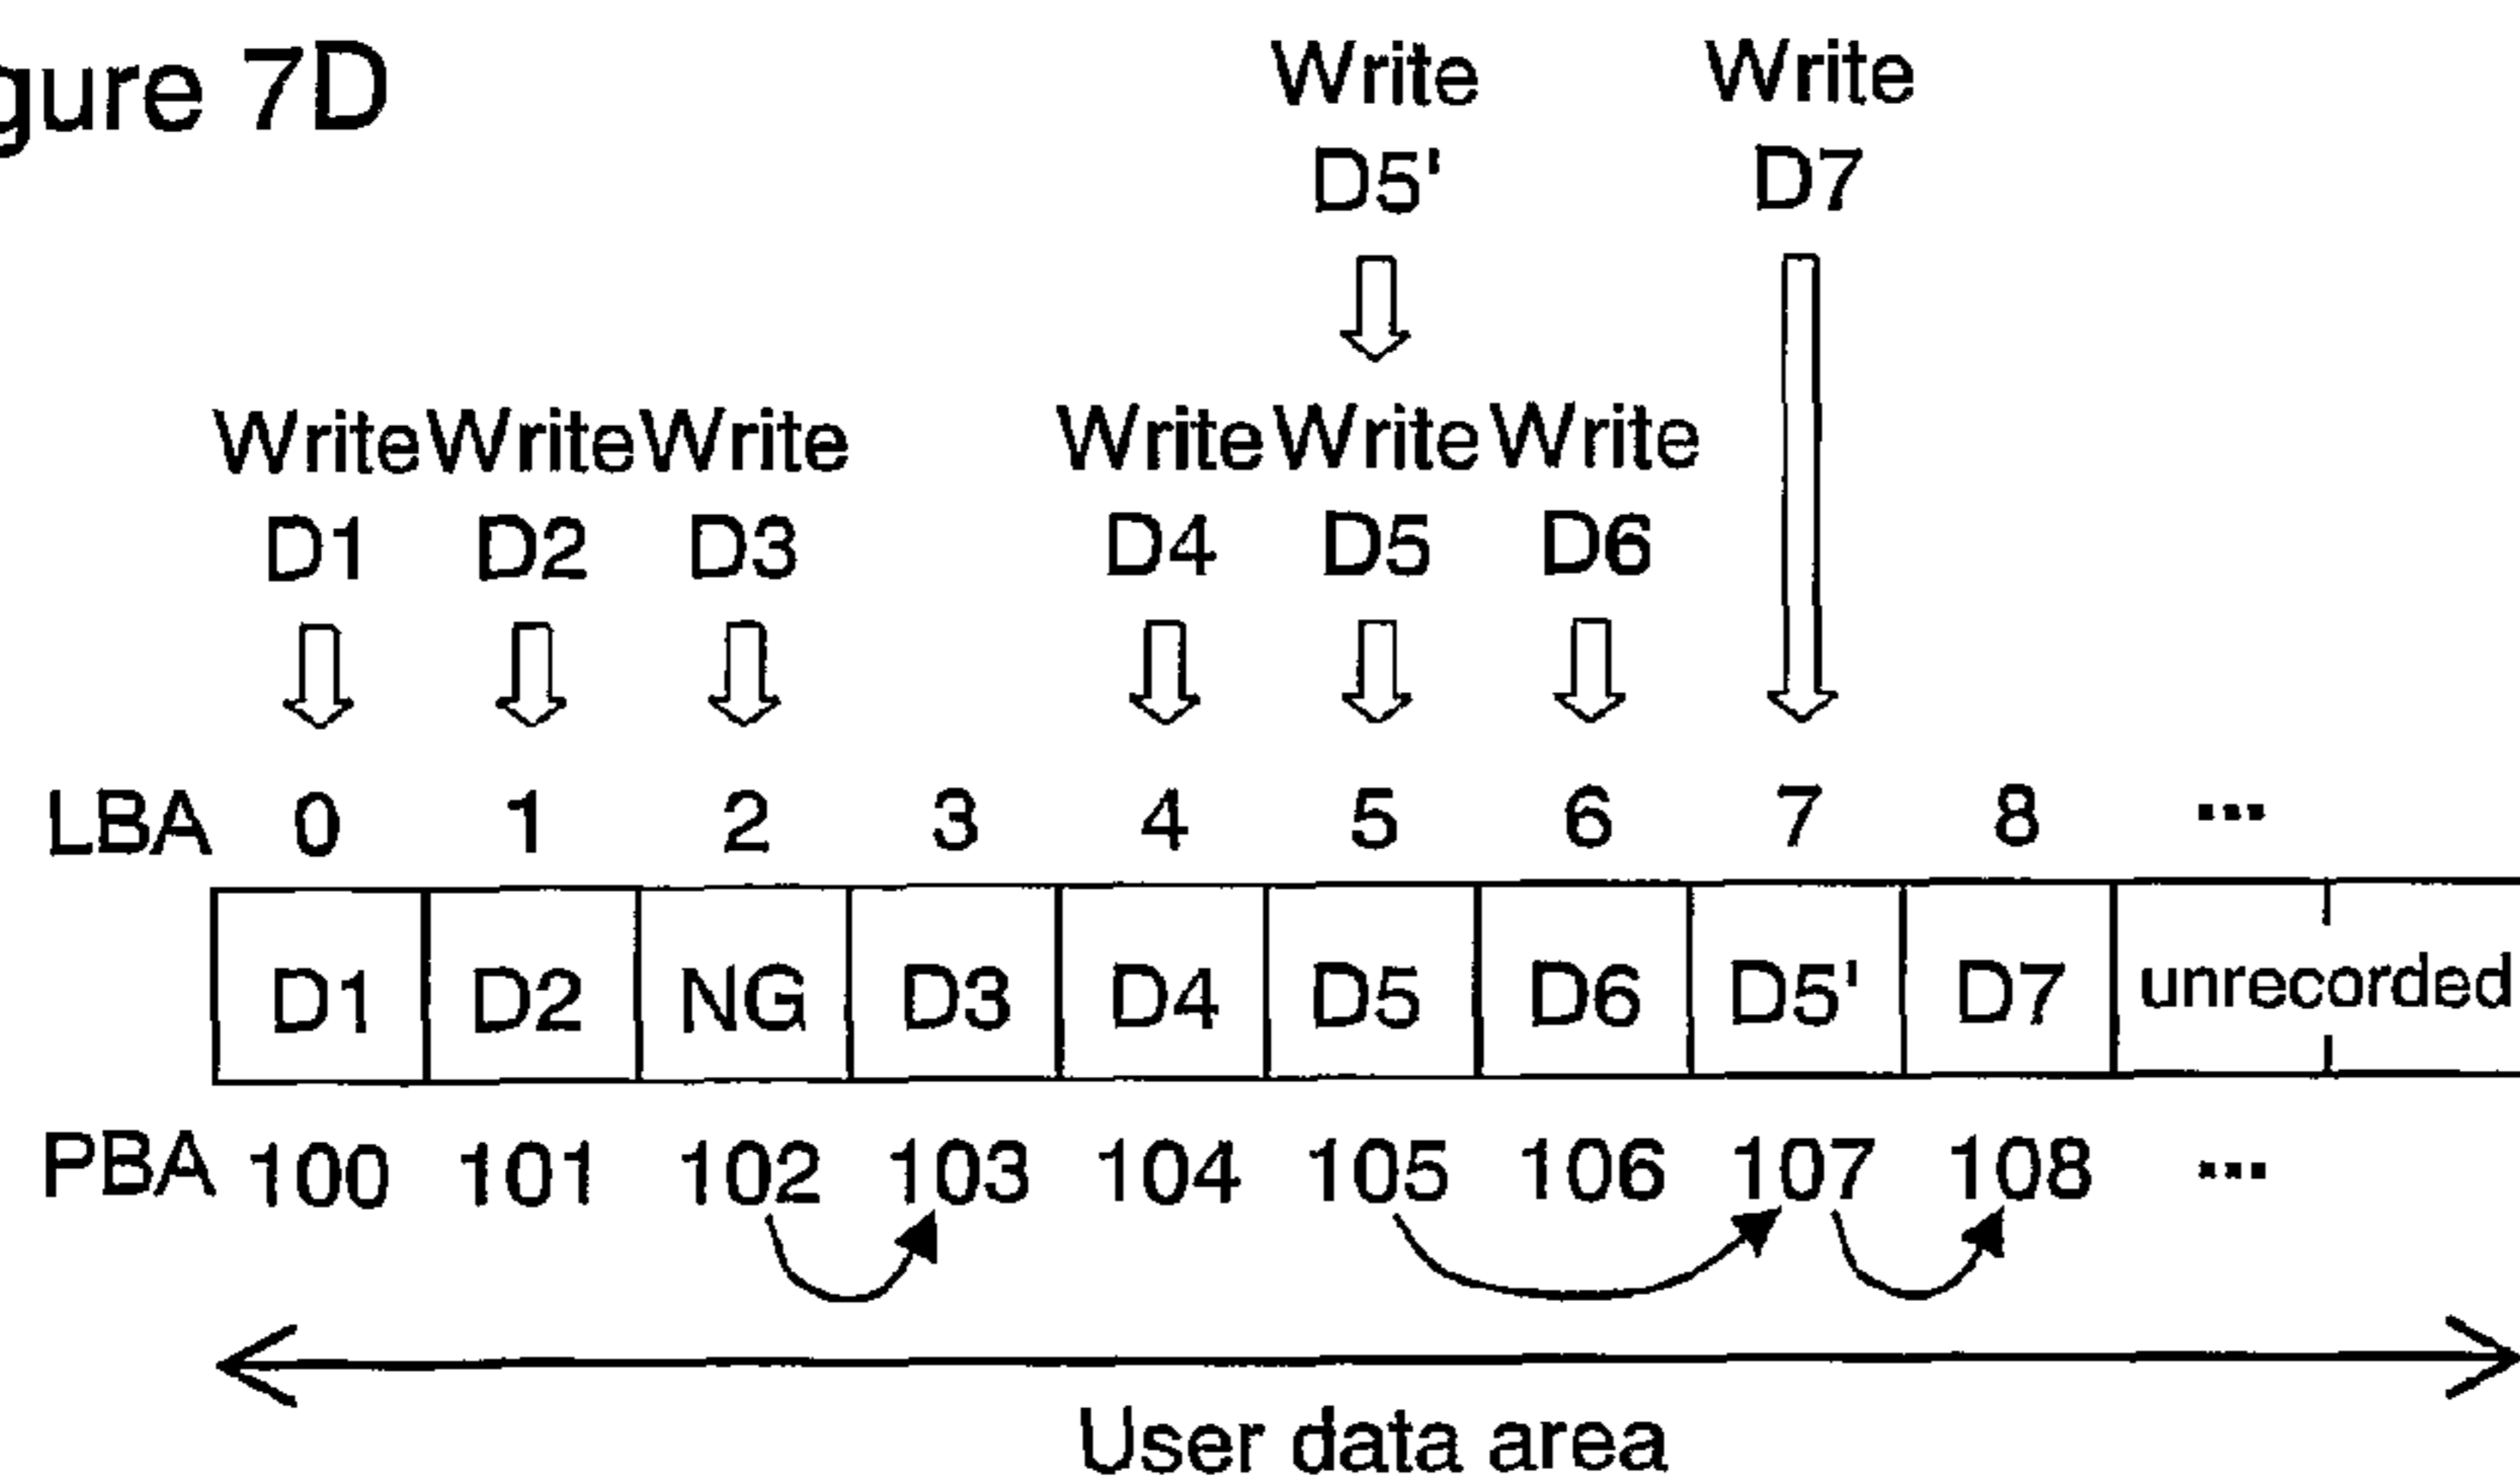 gure 7D
Write Write
D5' D7
Write Write Write Write Write Write
D1 D2 D3 D4 D5 D6
LBA 0 1 2 3 4 5 6 7 8 ...
D1 D2 NG D3 D4 D5 D6 D5' D7 unrecorded
PBA 100 101 102 103 104 105 106 107 108 ...
User data area